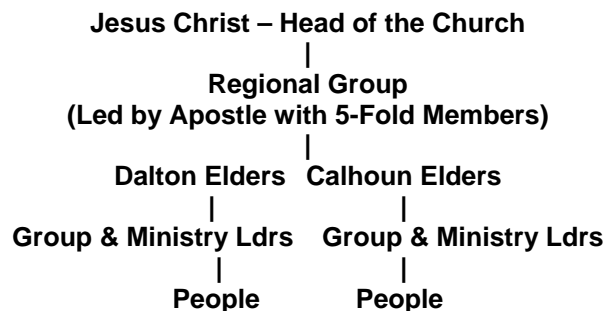 Jesus Christ – Head of the Church
|
Regional Group
(Led by Apostle with 5-Fold Members)
|
Dalton Elders Calhoun Elders
| |
Group & Ministry Ldrs Group & Ministry Ldrs
| |
People People